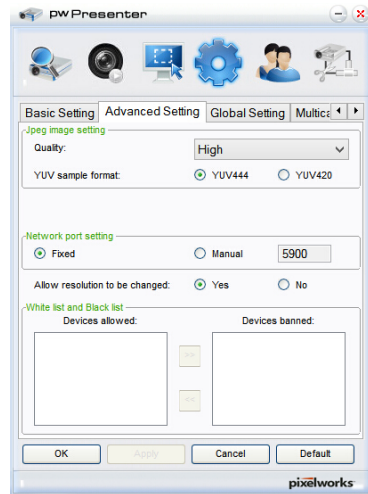 pwPresenter
Basic Setting Advanced Setting Global Setting Multica
Jpeg image setting
Quality: High
YUV sample format: YUV444 YUV420
Network port setting
Fixed Manual 5900
Allow resolution to be changed: Yes No
White list and Black list
Devices allowed: Devices banned:
>>
<<
OK Apply Cancel Default
pixelworks